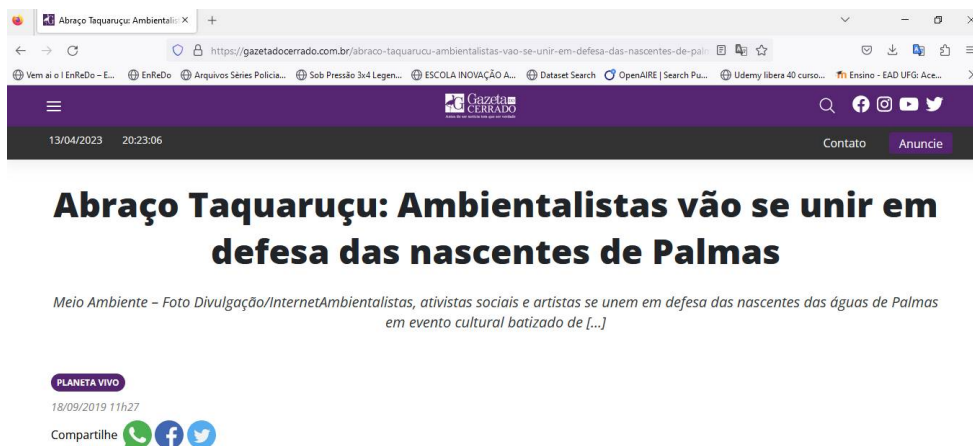 Abraço Taquaruçu: Ambientalis
https://gazetadocerrado.com.br/abraco-taquarucu-ambientalistas-vao-se-unir-em-defesa-das-nascentes-de-palm
Vem ai o I EnReDo – E... EnReDo Arquivos Séries Policia... Sob Pressão 3x4 Legen... ESCOLA INOVAÇÃO A... Dataset Search OpenAIRE | Search Pu... Udemy libera 40 curso... Ensino - EAD UFG: Ace...
Gazeta DO
CERRADO
13/04/2023 20:23:06 Contato Anuncie
Abraço Taquaruçu: Ambientalistas vão se unir em
defesa das nascentes de Palmas
Meio Ambiente – Foto Divulgação/InternetAmbientalistas, ativistas sociais e artistas se unem em defesa das nascentes das águas de Palmas
em evento cultural batizado de [...]
PLANETA VIVO
18/09/2019 11h27
Compartilhe